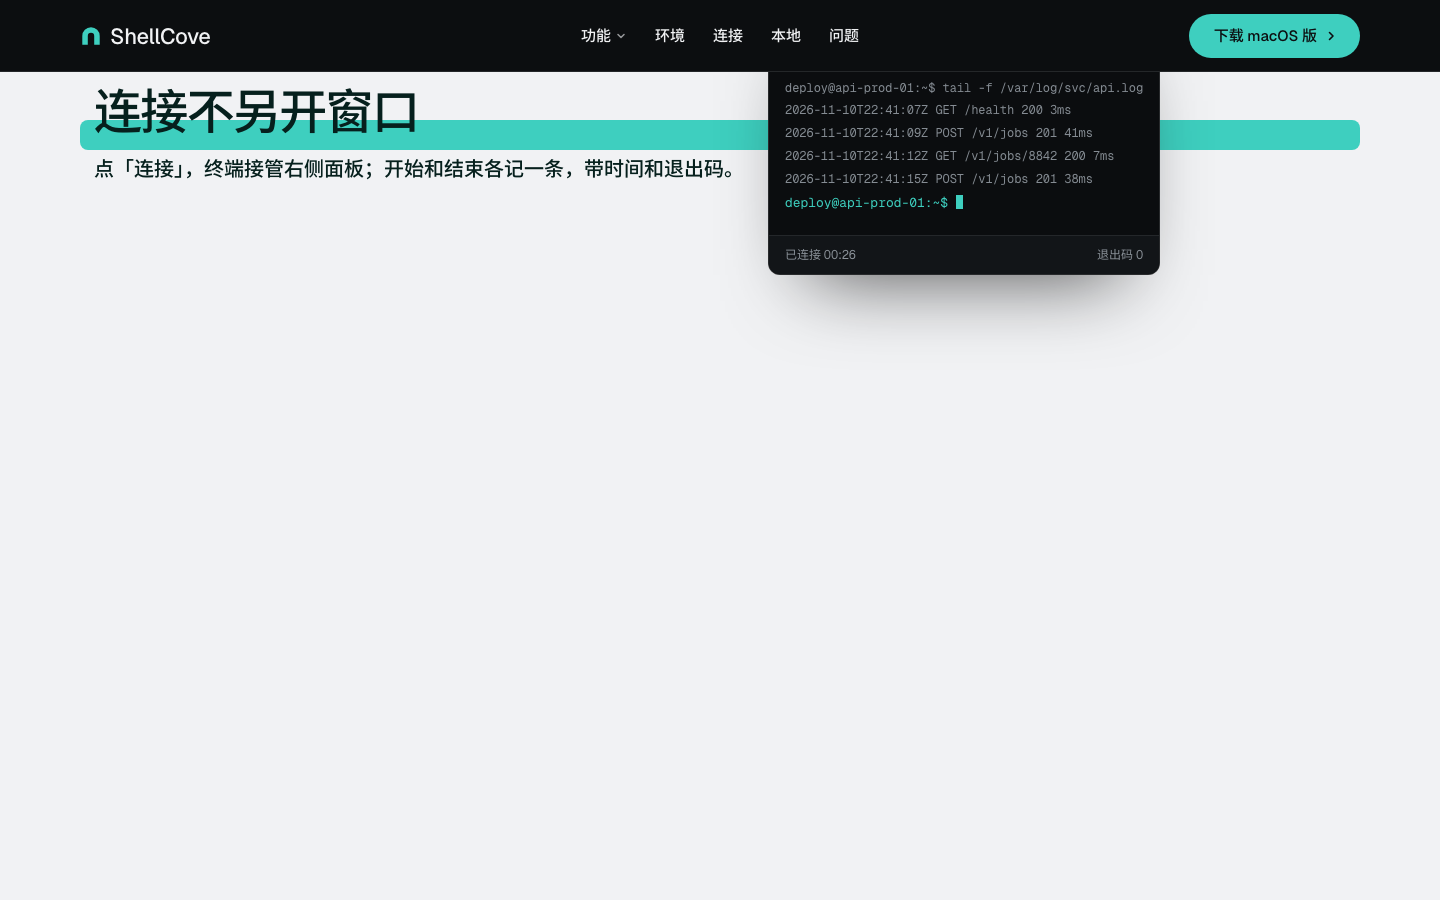 ShellCove
功能
环境
连接
本地
问题
下载 macOS 版
连接不另开窗口
点「连接」，终端接管右侧面板；开始和结束各记一条，带时间和退出码。
deploy@api-prod-01:~$ tail -f /var/log/svc/api.log
2026-11-10T22:41:07Z GET /health 200 3ms
2026-11-10T22:41:09Z POST /v1/jobs 201 41ms
2026-11-10T22:41:12Z GET /v1/jobs/8842 200 7ms
2026-11-10T22:41:15Z POST /v1/jobs 201 38ms
deploy@api-prod-01:~$
已连接 00:26
退出码 0